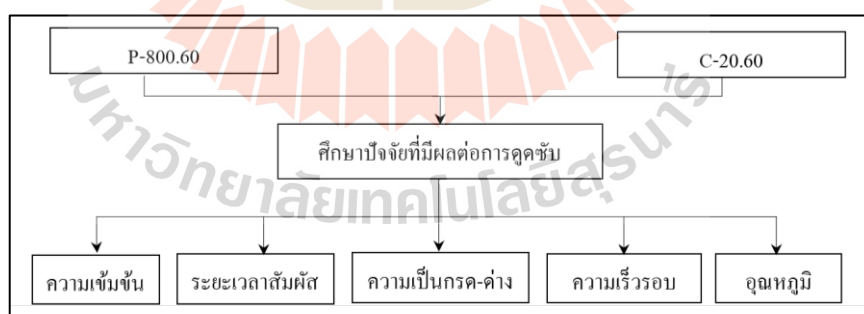 P-800.60
C-20.60
ศึกษาปัจจัยที่มีผลต่อการดูดซับ
มหาวิทยาลัยเทคโนโลยีสุรนารี
ความเข้มข้น
ระยะเวลาสัมผัส
ความเป็นกรด-ด่าง
ความเร็วรอบ
อุณหภูมิ